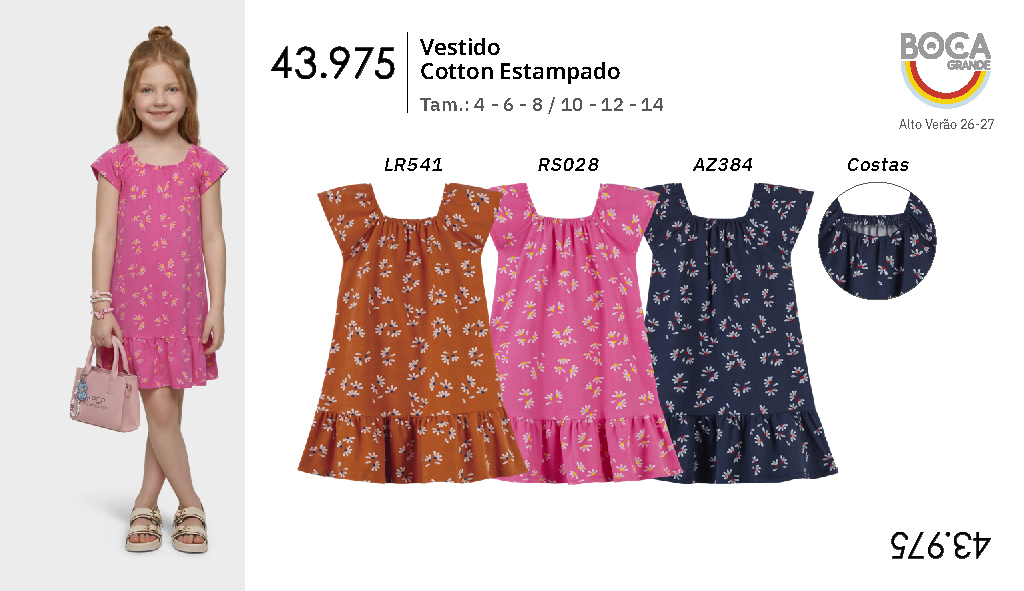 43.975
Vestido
Cotton Estampado
Tam.: 4 - 6 - 8 / 10 - 12 - 14
BOCA
GRANDE
Alto Verão 26-27
LR541
RS028
AZ384
Costas
43.975